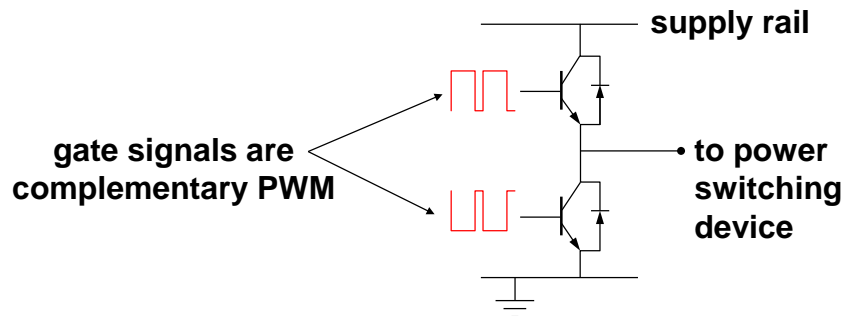 supply rail
gate signals are
complementary PWM
to power
switching
device